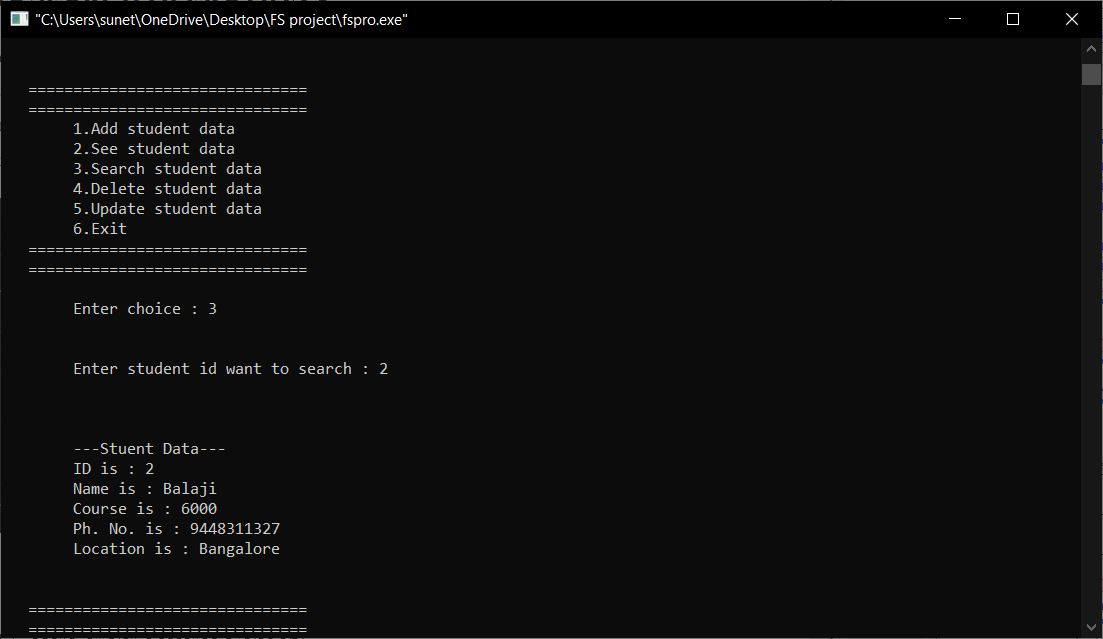 "C:\Users\sunet\OneDrive\Desktop\FS project\fspro.exe"
===============================
===============================
1.Add student data
2.See student data
3.Search student data
4.Delete student data
5.Update student data
6.Exit
===============================
===============================
Enter choice : 3
Enter student id want to search : 2
---Stuent Data---
ID is : 2
Name is : Balaji
Course is : 6000
Ph. No. is : 9448311327
Location is : Bangalore
===============================
===============================